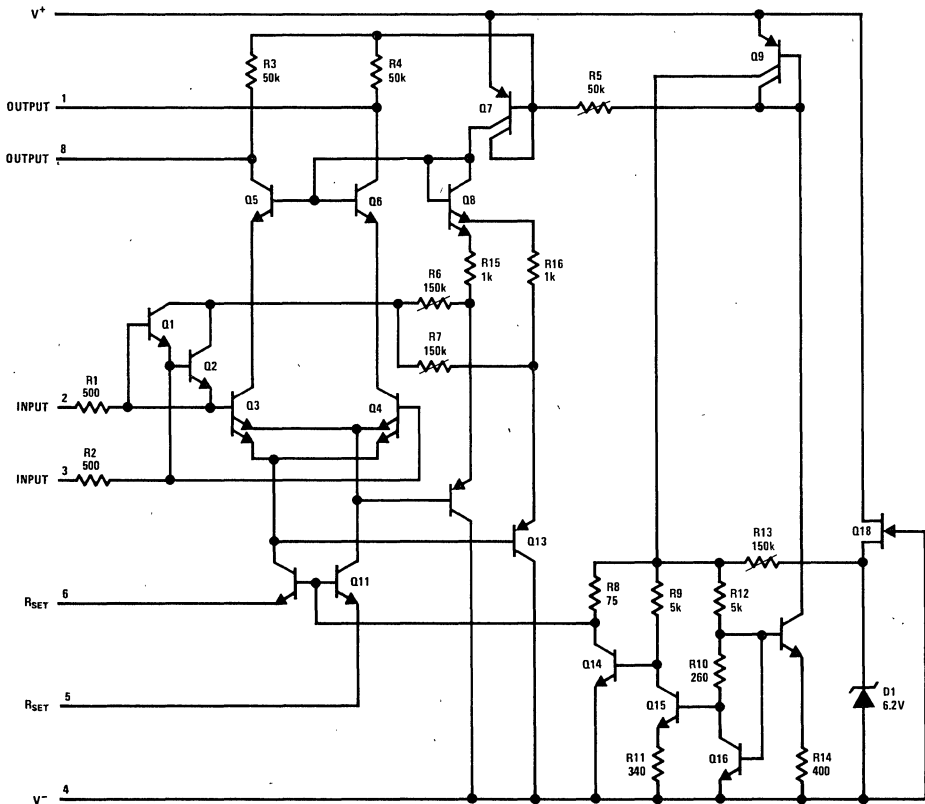 V+
R3
50k
R4
50k
Q9
R5
50k
OUTPUT 1
Q7
OUTPUT 8
Q5
Q6
Q8
R15
1k
R16
1k
R6
150k
Q1
R7
150k
Q2
R1
500
INPUT 2
Q3
Q4
R2
500
INPUT 3
Q13
R13
150k
Q18
Q11
R8
75
R9
5k
R12
5k
RSET 6
Q14
R10
260
RSET 5
Q15
D1
6.2V
Q16
R11
340
R14
400
V- 4